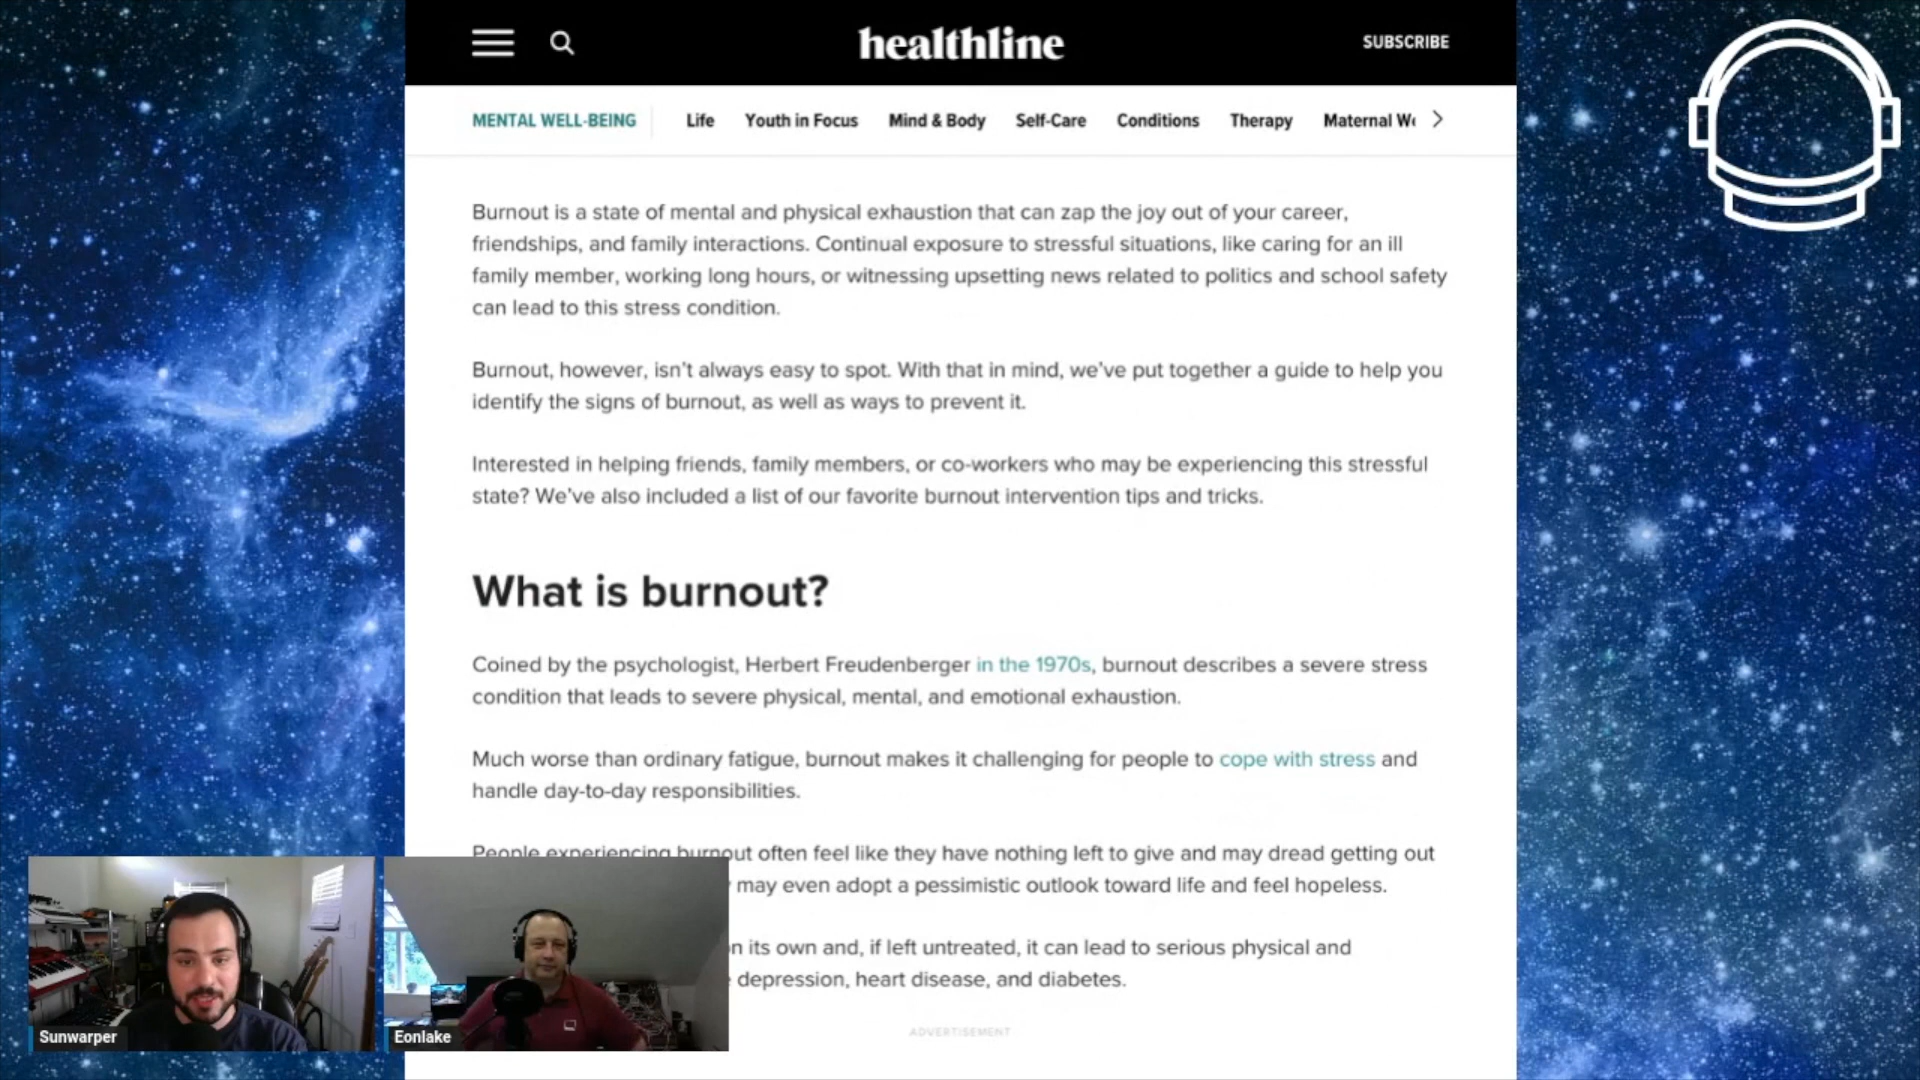 healthline
SUBSCRIBE
MENTAL WELL-BEING
Life
Youth in Focus
Mind & Body
Self-Care
Conditions
Therapy
Maternal
Burnout is a state of mental and physical exhaustion that can zap the joy out of your career,
friendships, and family interactions. Continual exposure to stressful situations, like caring for an ill
family member, working long hours, or witnessing upsetting news related to politics and school safety
can lead to this stress condition.
Burnout, however, isn’t always easy to spot. With that in mind, we’ve put together a guide to help you
identify the signs of burnout, as well as ways to prevent it.
Interested in helping friends, family members, or co-workers who may be experiencing this stressful
state? We’ve also included a list of our favorite burnout intervention tips and tricks.
What is burnout?
Coined by the psychologist, Herbert Freudenberger in the 1970s, burnout describes a severe stress
condition that leads to severe physical, mental, and emotional exhaustion.
Much worse than ordinary fatigue, burnout makes it challenging for people to cope with stress and
handle day-to-day responsibilities.
People experiencing burnout often feel like they have nothing left to give and may dread getting out
may even adopt a pessimistic outlook toward life and feel hopeless.
its own and, if left untreated, it can lead to serious physical and
depression, heart disease, and diabetes.
ADVERTISEMENT
Sunwarper
Eonlake